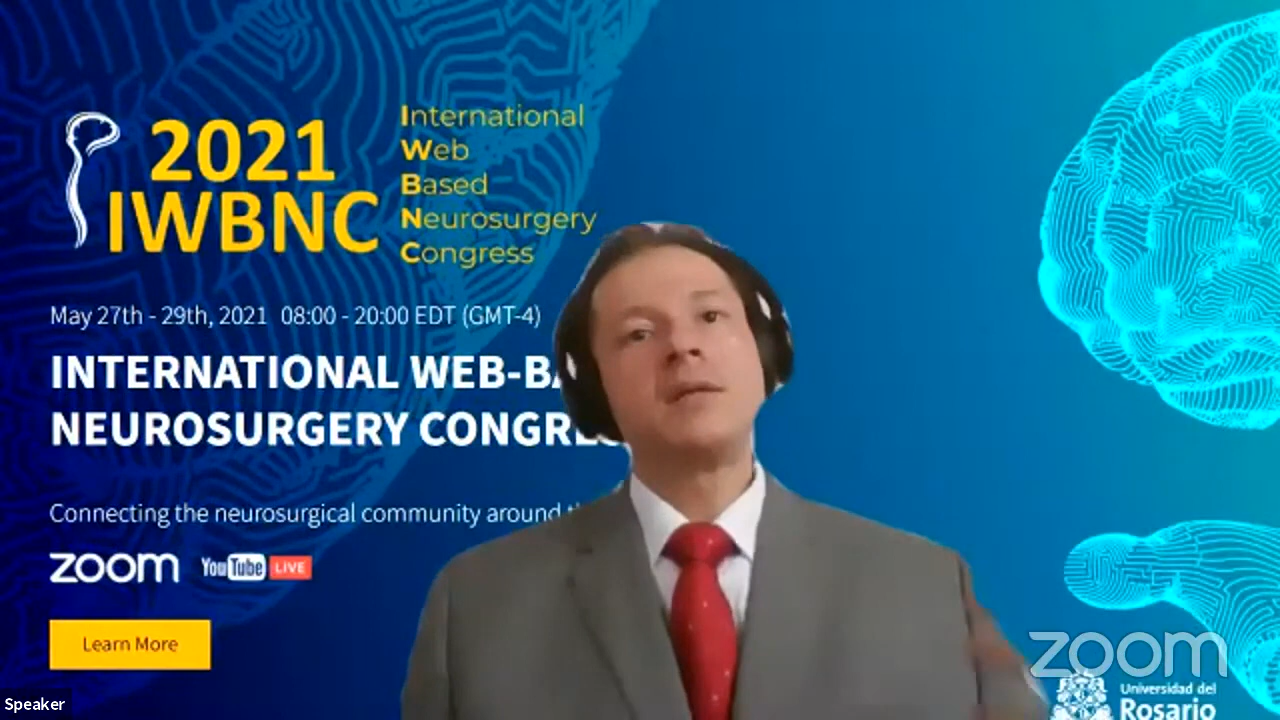 2021
IWBNC
International
Web
Based
Neurosurgery
Congress
May 27th - 29th, 2021 08:00 - 20:00 EDT (GMT-4)
INTERNATIONAL WEB-BA
NEUROSURGERY CONGRES
Connecting the neurosurgical community around t
zoom
YouTube LIVE
Learn More
Speaker
zoom
Universidad del
Rosario